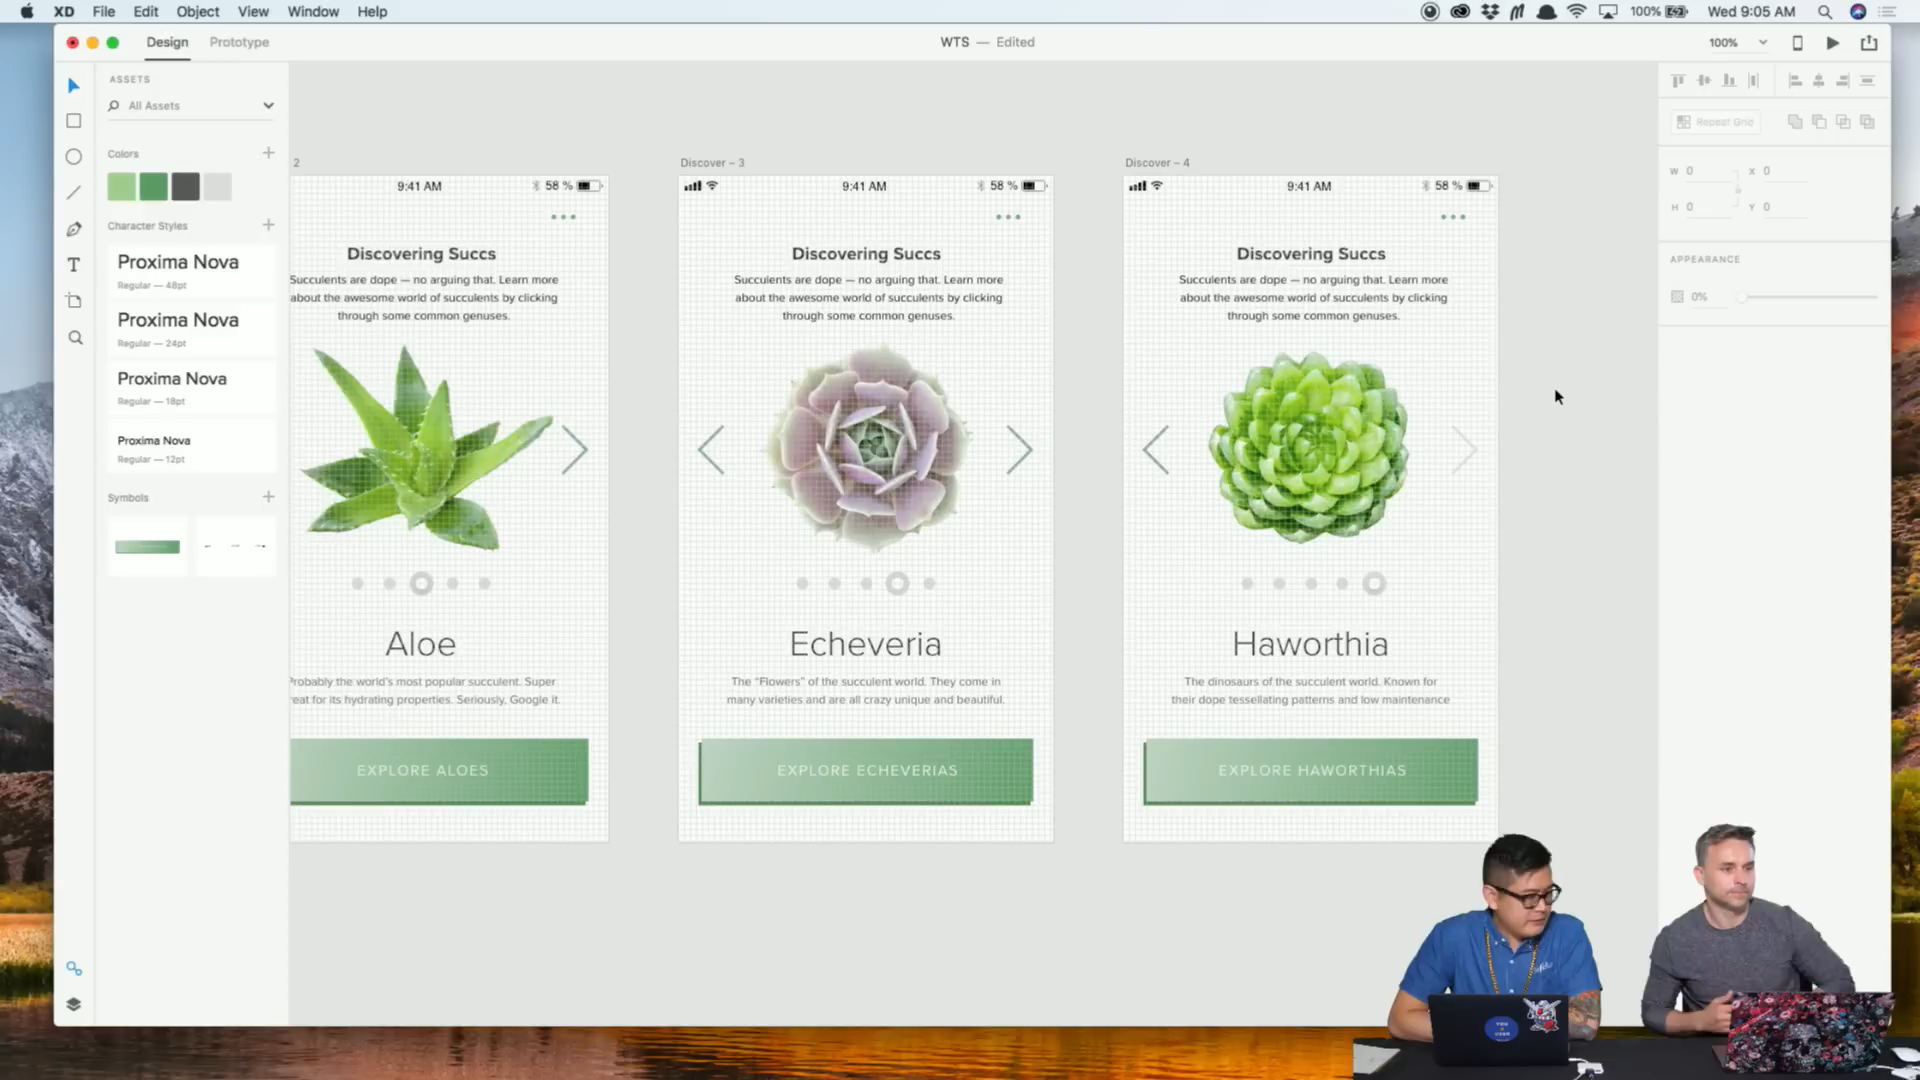 XD File Edit Object View Window Help
100% Wed 9:05 AM
Design Prototype
WTS — Edited
100%
ASSETS
All Assets
Colors
Character Styles
Proxima Nova
Regular — 48pt
Proxima Nova
Regular — 24pt
Proxima Nova
Regular — 18pt
Proxima Nova
Regular — 12pt
Symbols
2
9:41 AM
58 %
Discovering Succs
Succulents are dope — no arguing that. Learn more
about the awesome world of succulents by clicking
through some common genuses.
Aloe
Probably the world's most popular succulent. Super
eat for its hydrating properties. Seriously, Google it.
EXPLORE ALOES
Discover – 3
9:41 AM
58 %
Discovering Succs
Succulents are dope — no arguing that. Learn more
about the awesome world of succulents by clicking
through some common genuses.
Echeveria
The "Flowers" of the succulent world. They come in
many varieties and are all crazy unique and beautiful.
EXPLORE ECHEVERIAS
Discover – 4
9:41 AM
58 %
Discovering Succs
Succulents are dope — no arguing that. Learn more
about the awesome world of succulents by clicking
through some common genuses.
Haworthia
The dinosaurs of the succulent world. Known for
their dope tessellating patterns and low maintenance
EXPLORE HAWORTHIAS
Repeat Grid
W 0 X 0
H 0 Y 0
APPEARANCE
0%